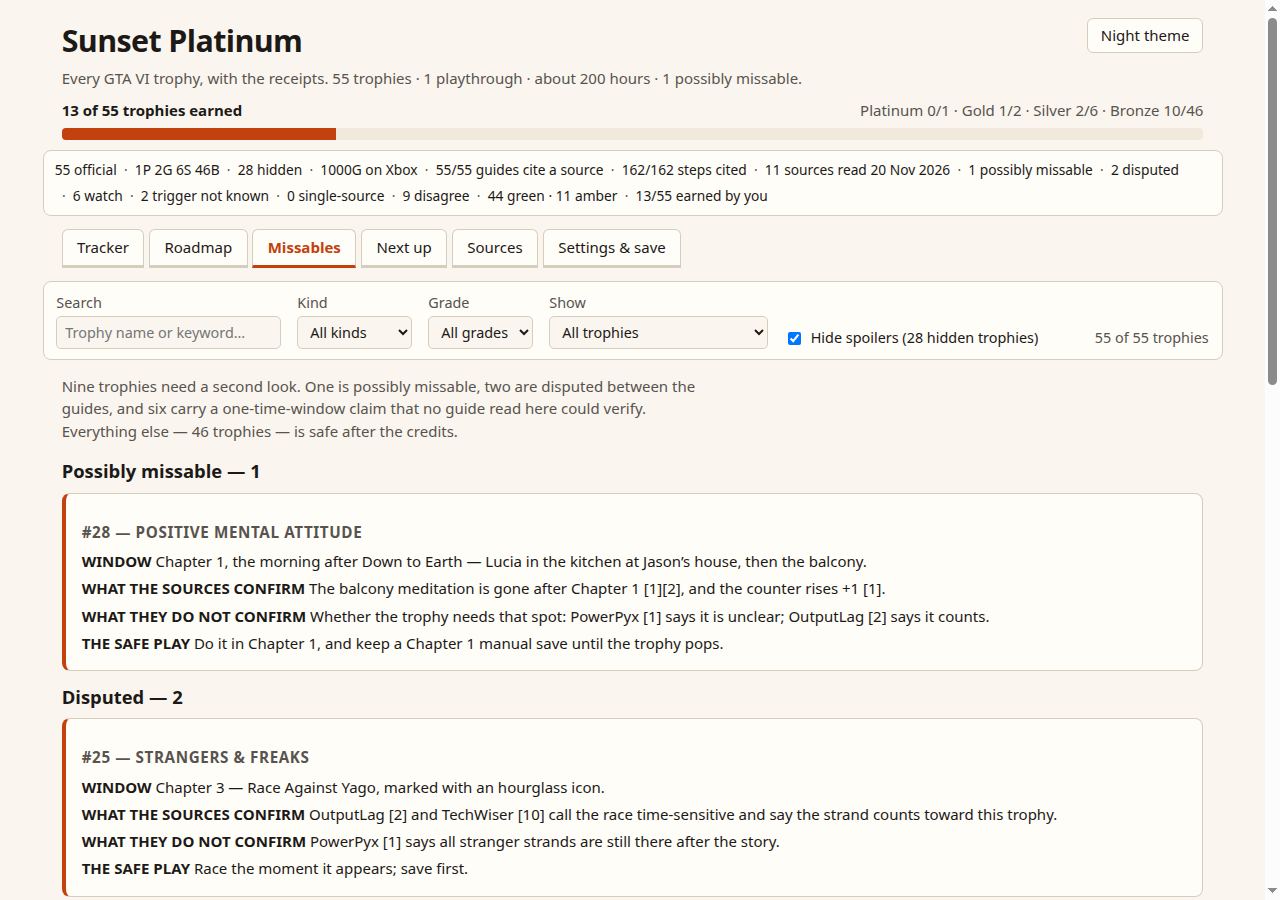 Sunset Platinum
Night theme
Every GTA VI trophy, with the receipts. 55 trophies · 1 playthrough · about 200 hours · 1 possibly missable.
13 of 55 trophies earned
Platinum 0/1 · Gold 1/2 · Silver 2/6 · Bronze 10/46
55 official · 1P 2G 6S 46B · 28 hidden · 1000G on Xbox · 55/55 guides cite a source · 162/162 steps cited · 11 sources read 20 Nov 2026 · 1 possibly missable · 2 disputed
· 6 watch · 2 trigger not known · 0 single-source · 9 disagree · 44 green · 11 amber · 13/55 earned by you
Tracker Roadmap Missables Next up Sources Settings & save
Search Kind Grade Show
Trophy name or keyword... All kinds All grades All trophies Hide spoilers (28 hidden trophies) 55 of 55 trophies
Nine trophies need a second look. One is possibly missable, two are disputed between the
guides, and six carry a one-time-window claim that no guide read here could verify.
Everything else — 46 trophies — is safe after the credits.
Possibly missable — 1
#28 — POSITIVE MENTAL ATTITUDE
WINDOW Chapter 1, the morning after Down to Earth — Lucia in the kitchen at Jason’s house, then the balcony.
WHAT THE SOURCES CONFIRM The balcony meditation is gone after Chapter 1 [1][2], and the counter rises +1 [1].
WHAT THEY DO NOT CONFIRM Whether the trophy needs that spot: PowerPyx [1] says it is unclear; OutputLag [2] says it counts.
THE SAFE PLAY Do it in Chapter 1, and keep a Chapter 1 manual save until the trophy pops.
Disputed — 2
#25 — STRANGERS & FREAKS
WINDOW Chapter 3 — Race Against Yago, marked with an hourglass icon.
WHAT THE SOURCES CONFIRM OutputLag [2] and TechWiser [10] call the race time-sensitive and say the strand counts toward this trophy.
WHAT THEY DO NOT CONFIRM PowerPyx [1] says all stranger strands are still there after the story.
THE SAFE PLAY Race the moment it appears; save first.